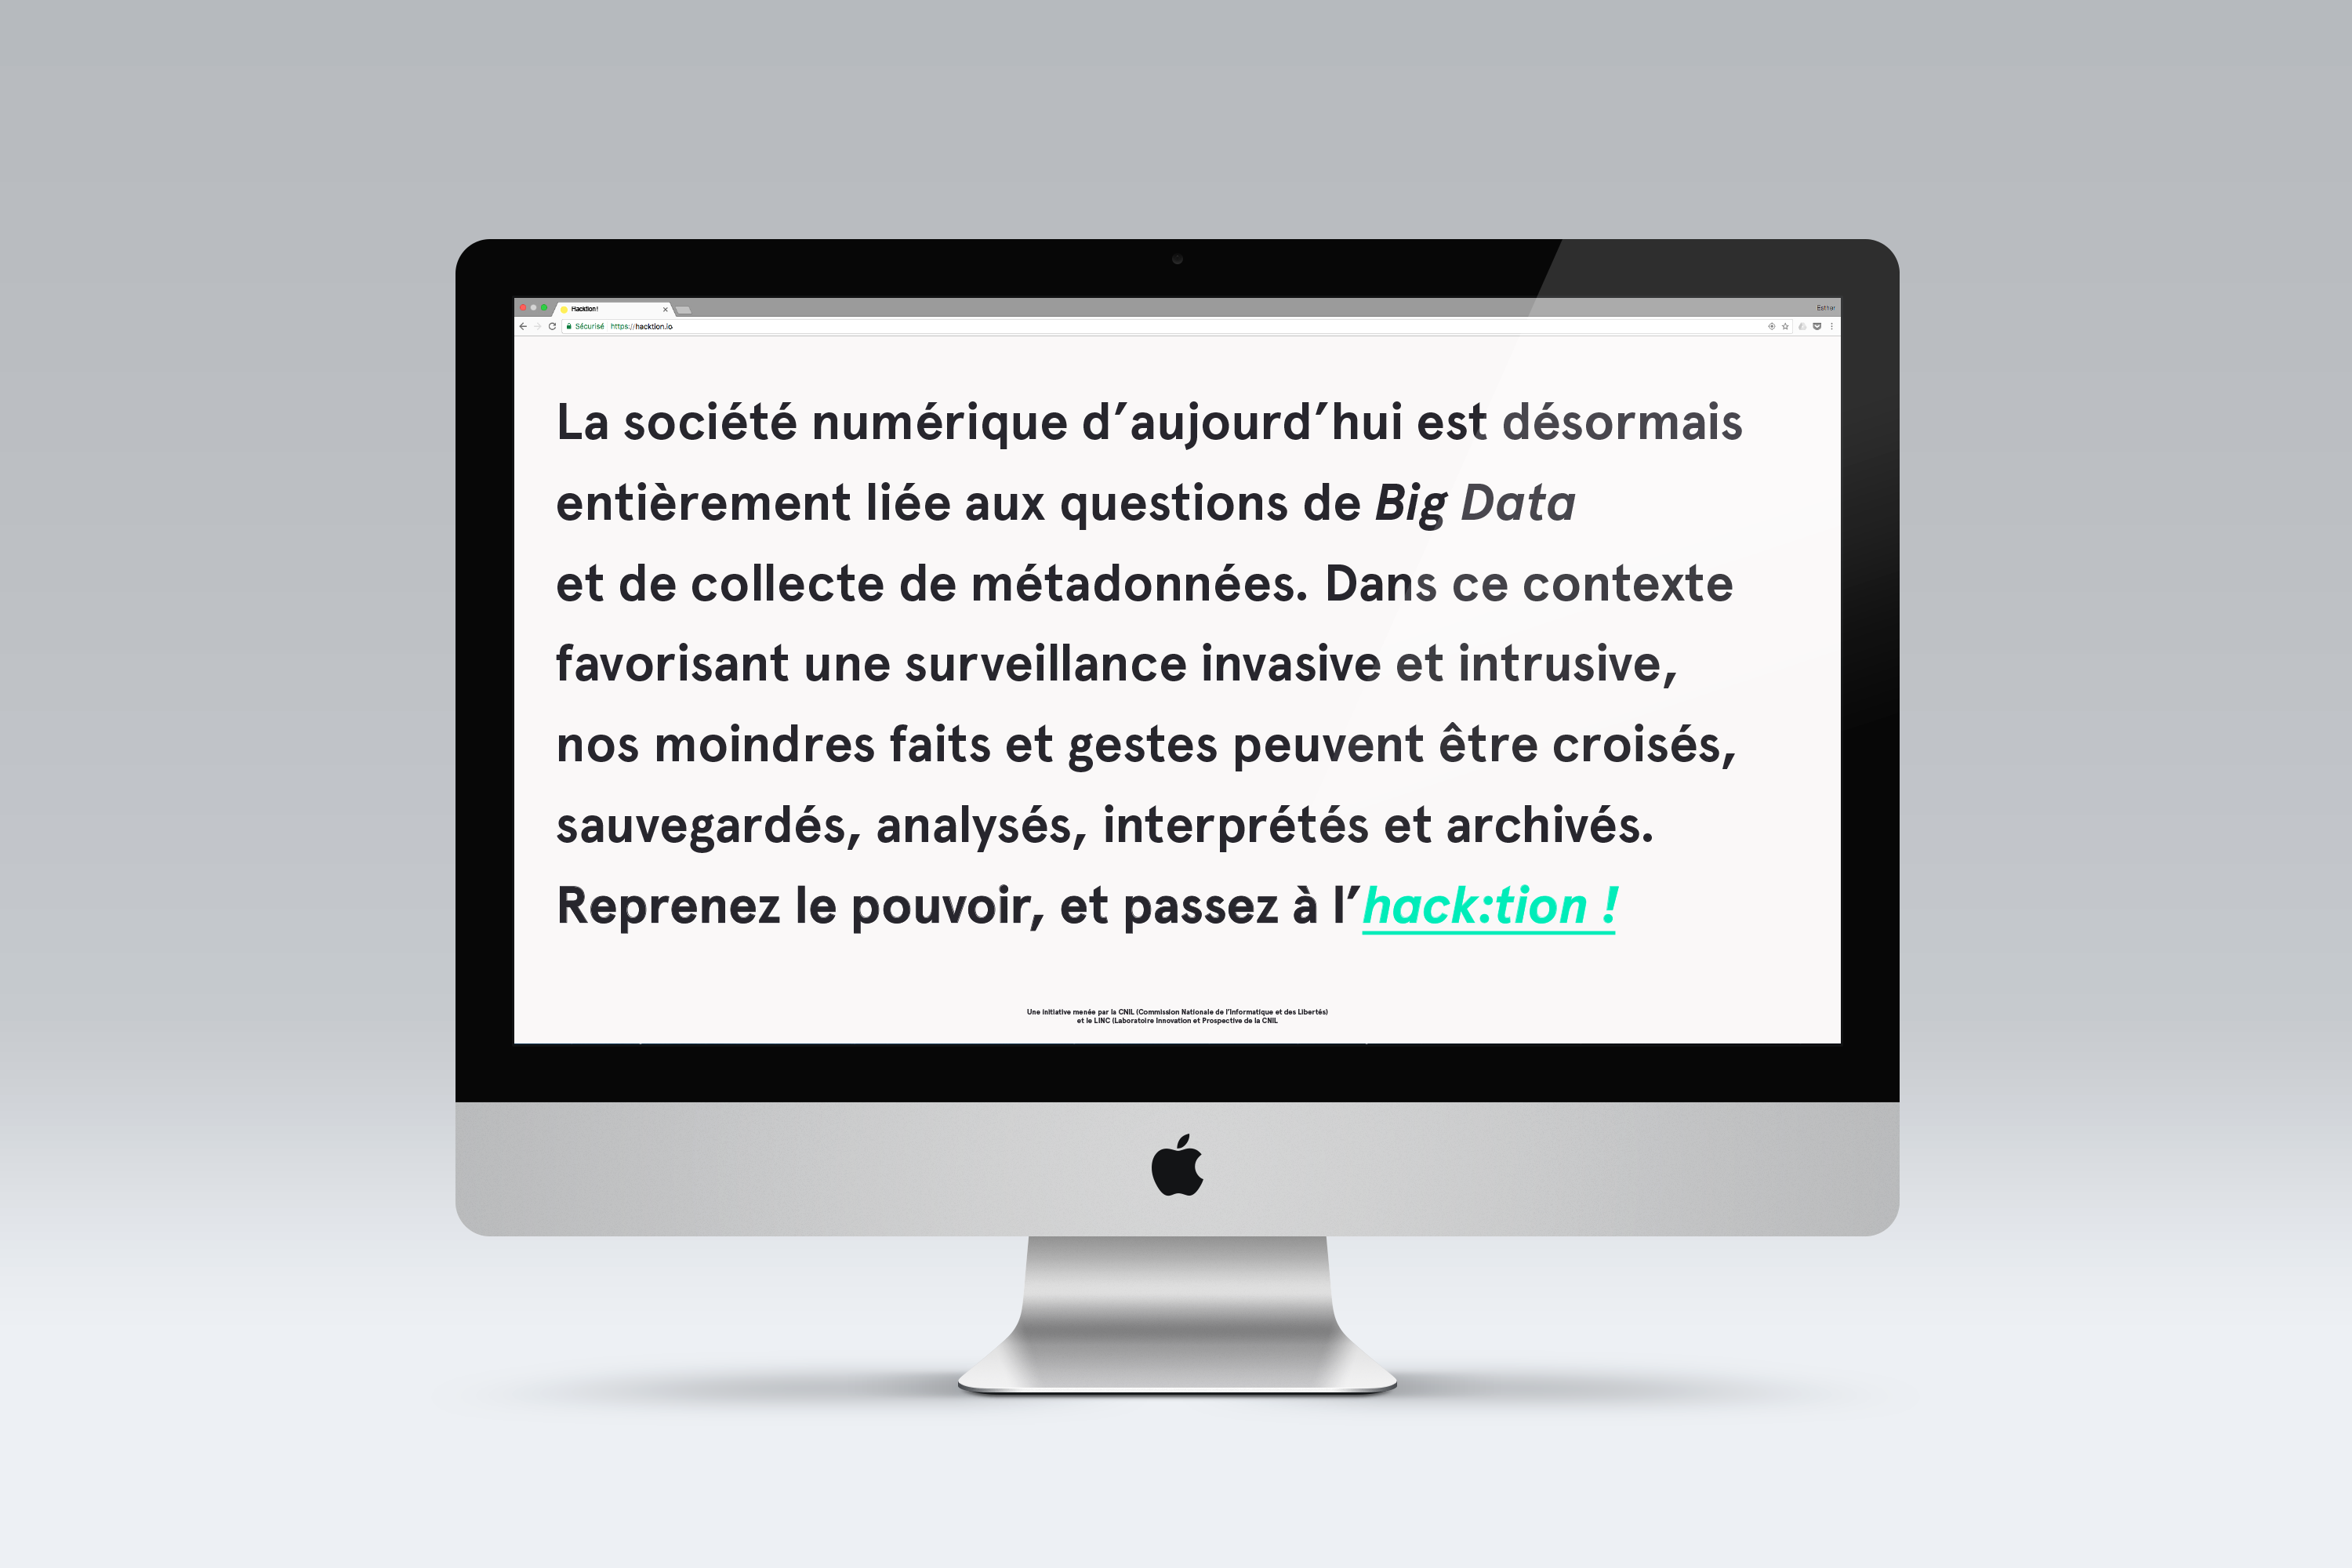 Hacktion !
Sécurisé https://hacktion.io
La société numérique d’aujourd’hui est désormais
entièrement liée aux questions de Big Data
et de collecte de métadonnées. Dans ce contexte
favorisant une surveillance invasive et intrusive,
nos moindres faits et gestes peuvent être croisés,
sauvegardés, analysés, interprétés et archivés.
Reprenez le pouvoir, et passez à l’hack:tion !
Une initiative menée par la CNIL (Commission Nationale de l'Informatique et des Libertés)
et le LINC (Laboratoire Innovation et Prospective de la CNIL